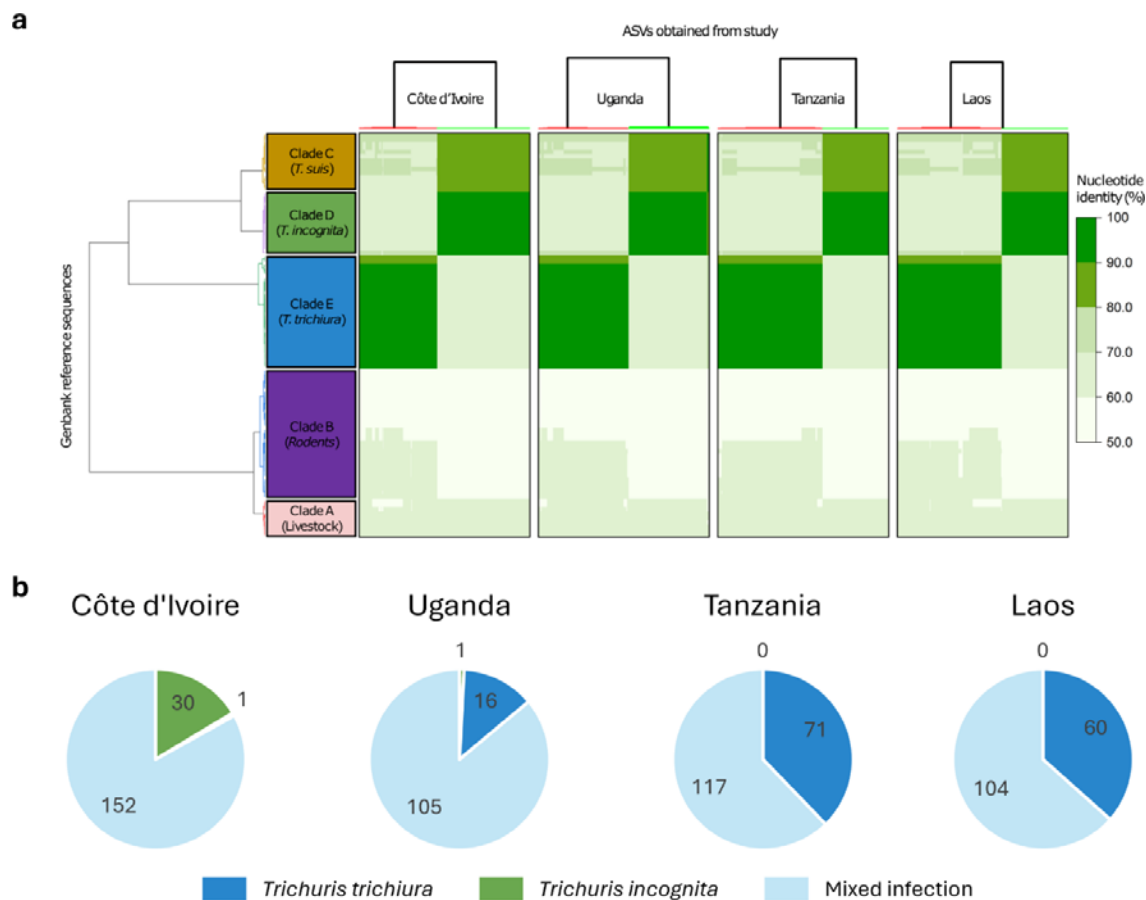 a
ASVs obtained from study
Côte d'Ivoire
Uganda
Tanzania
Laos
Genbank reference sequences
Clade C
(T. suis)
Clade D
(T. incognita)
Clade E
(T. trichiura)
Clade B
(Rodents)
Clade A
(Livestock)
Nucleotide
identity (%)
100
90.0
80.0
70.0
60.0
50.0
b
Côte d'Ivoire
Uganda
Tanzania
Laos
30
1
152
1
16
105
0
71
117
0
60
104
Trichuris trichiura
Trichuris incognita
Mixed infection